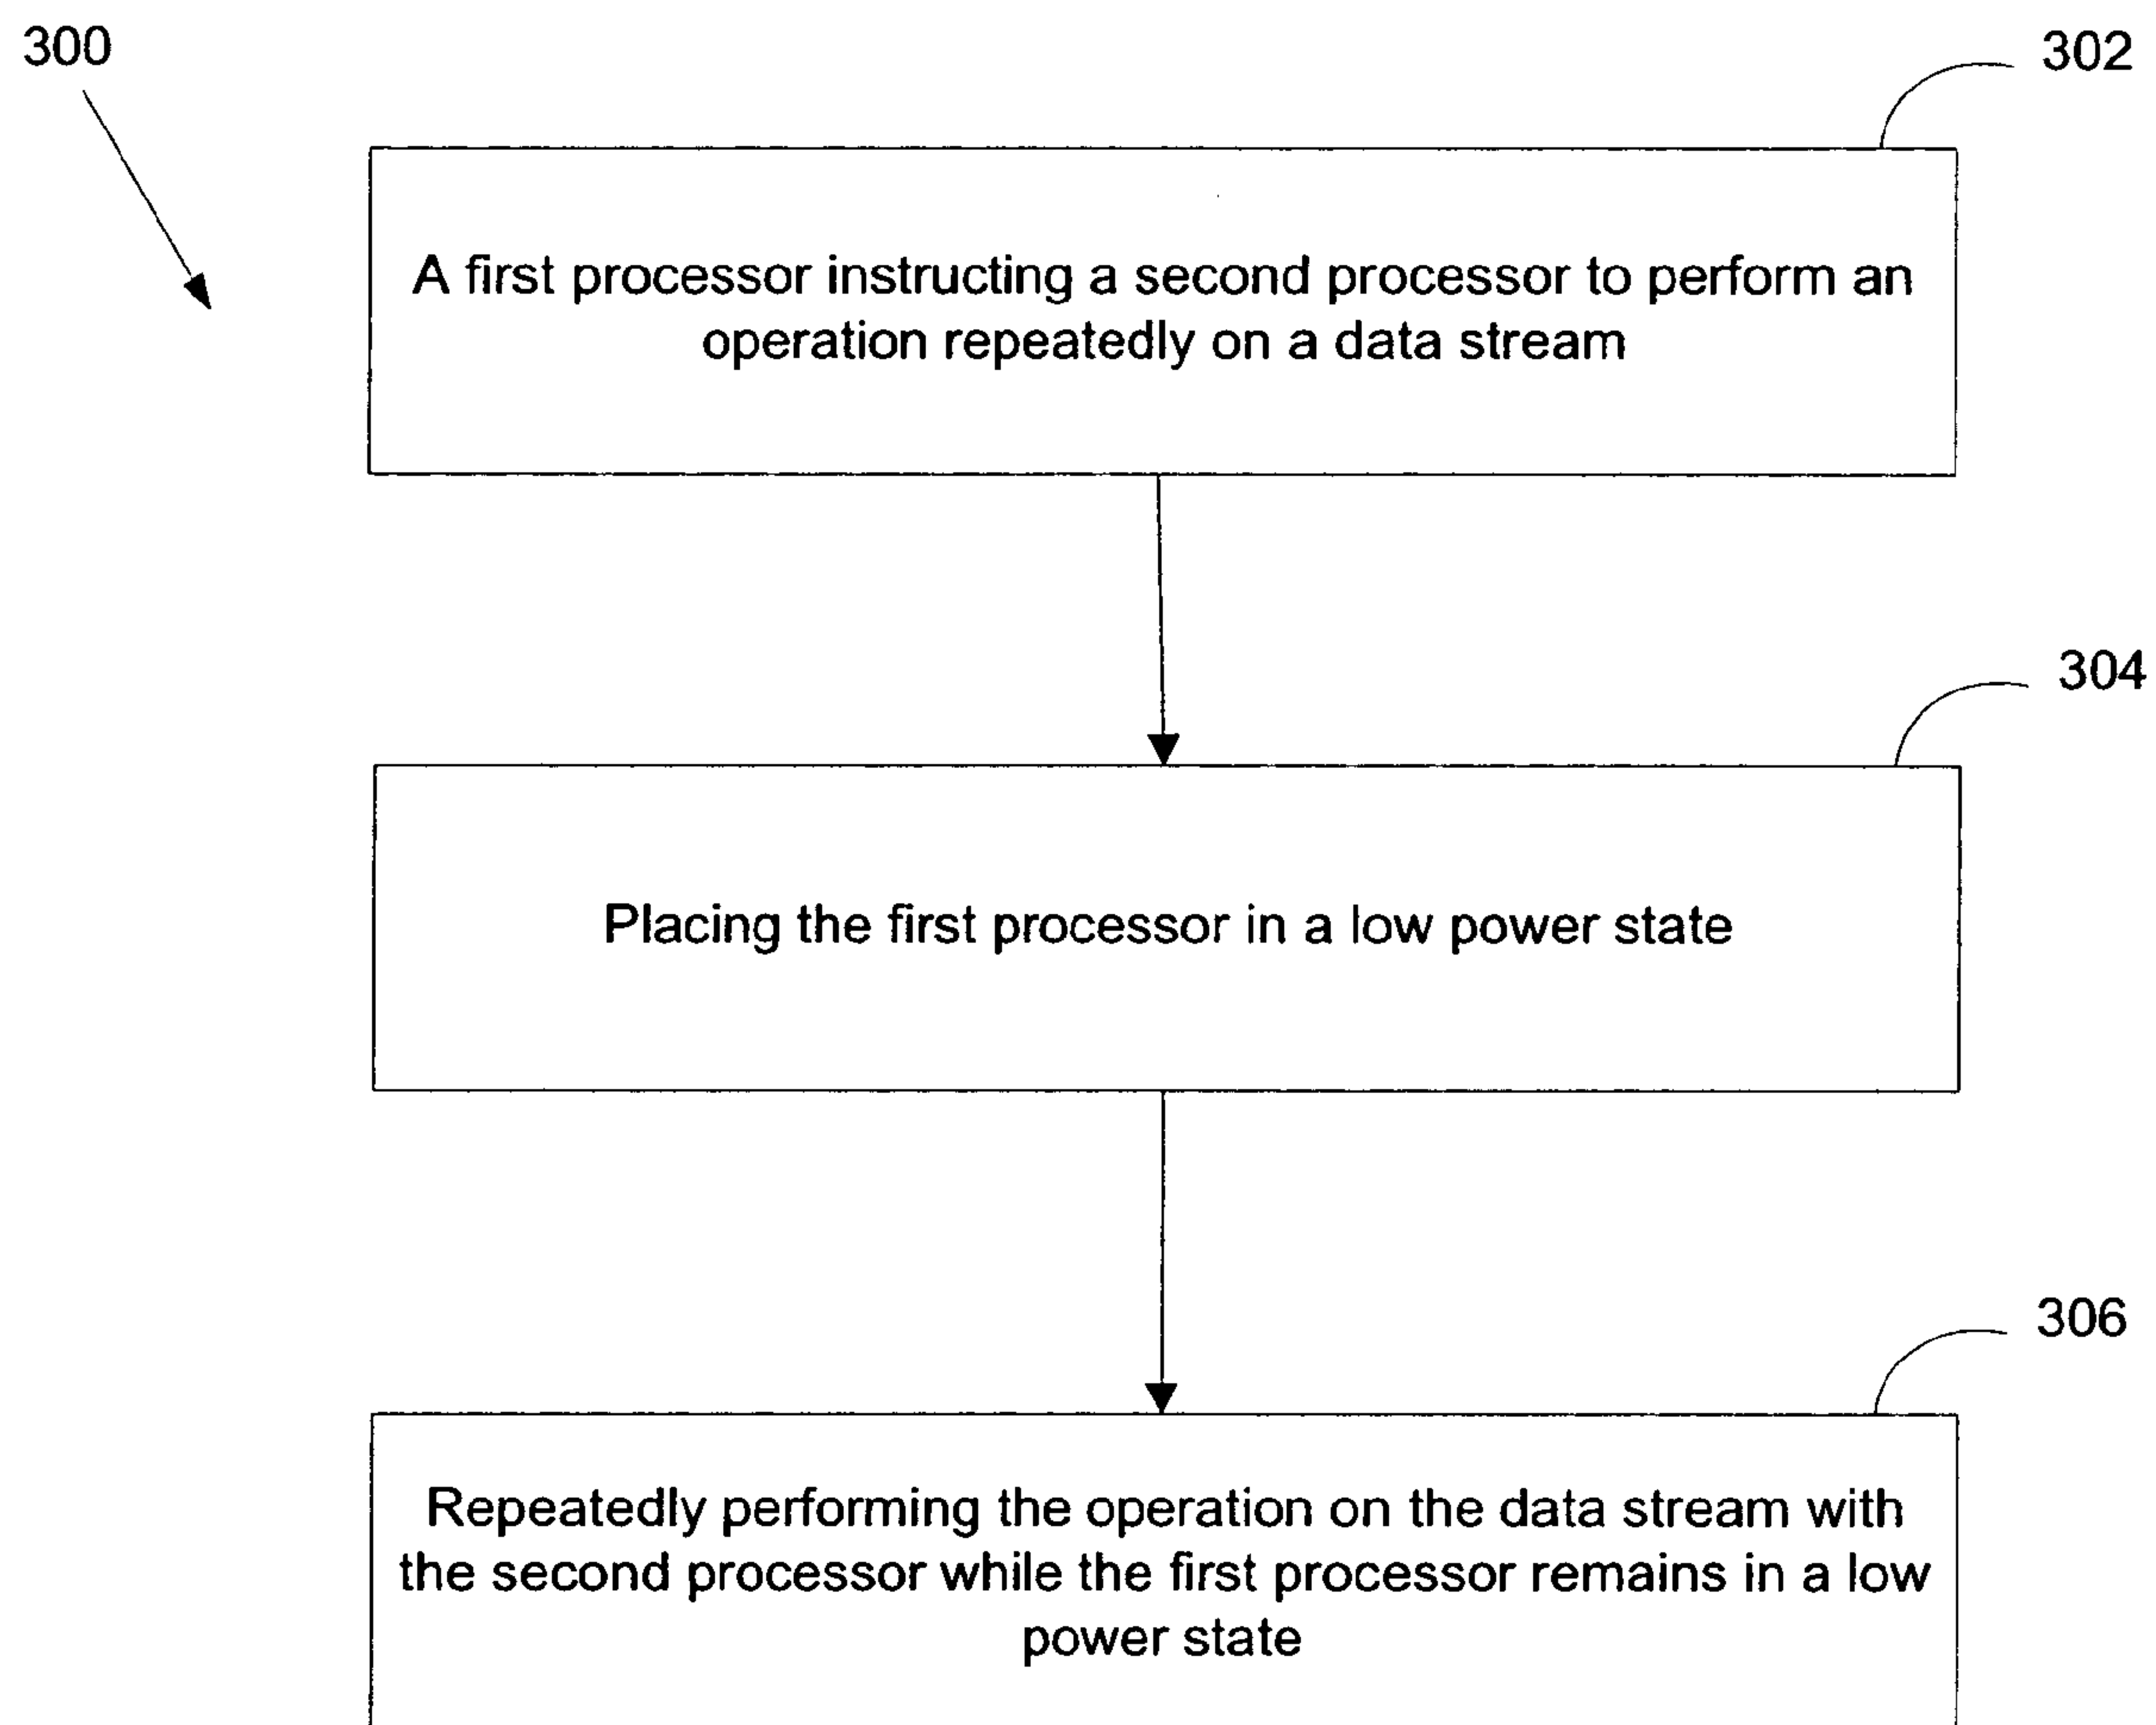 300
302
A first processor instructing a second processor to perform an
operation repeatedly on a data stream
304
Placing the first processor in a low power state
306
Repeatedly performing the operation on the data stream with
the second processor while the first processor remains in a low
power state